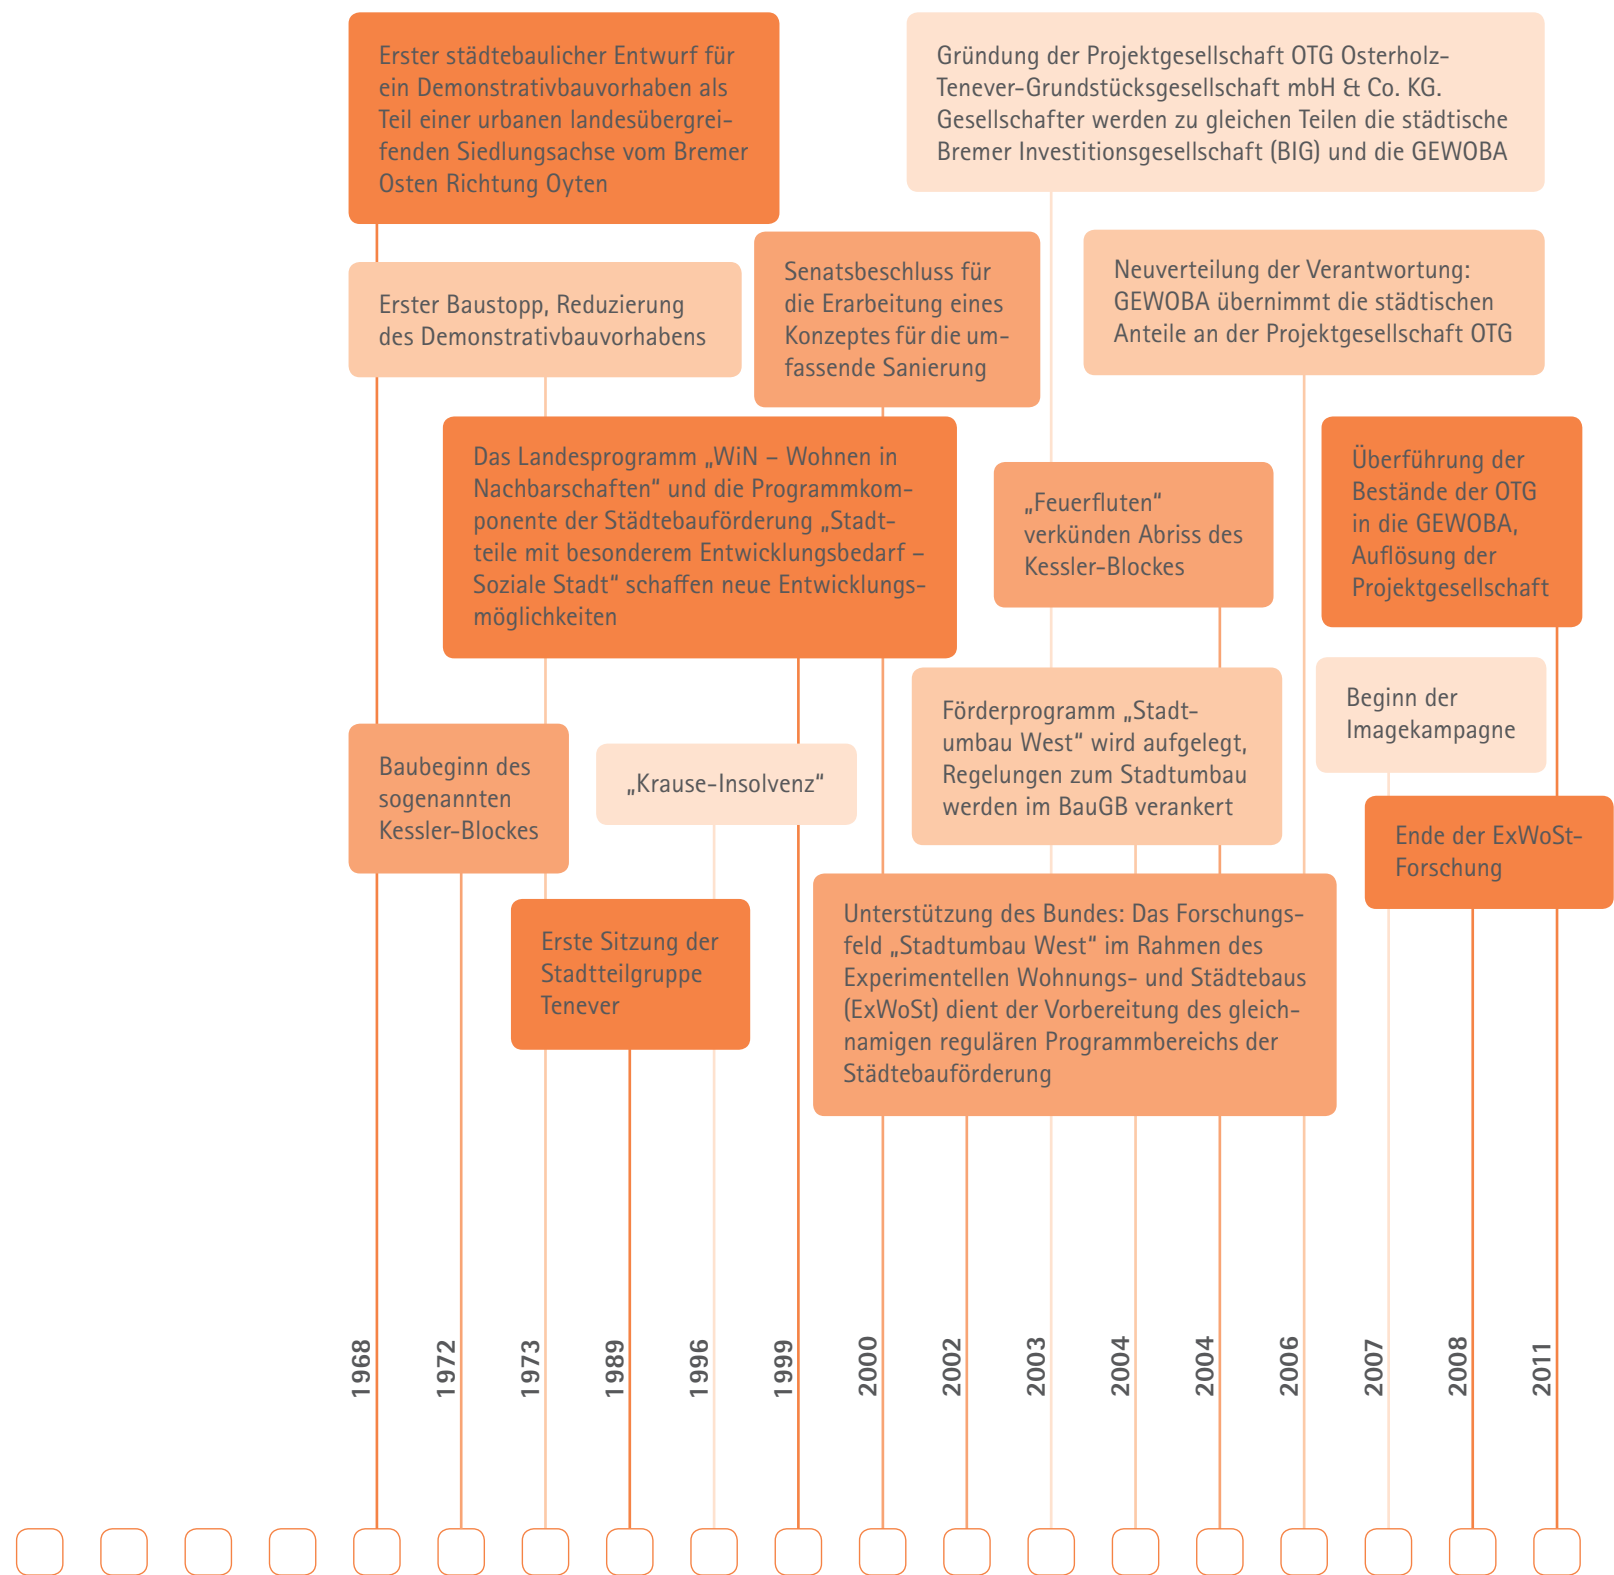 Erster städtebaulicher Entwurf für
ein Demonstrativbauvorhaben als
Teil einer urbanen landesübergrei-
fenden Siedlungsachse vom Bremer
Osten Richtung Oyten
Gründung der Projektgesellschaft OTG Osterholz-
Tenever-Grundstücksgesellschaft mbH & Co. KG.
Gesellschafter werden zu gleichen Teilen die städtische
Bremer Investitionsgesellschaft (BIG) und die GEWOBA
Erster Baustopp, Reduzierung
des Demonstrativbauvorhabens
Senatsbeschluss für
die Erarbeitung eines
Konzeptes für die um-
fassende Sanierung
Neuverteilung der Verantwortung:
GEWOBA übernimmt die städtischen
Anteile an der Projektgesellschaft OTG
Das Landesprogramm „WiN – Wohnen in
Nachbarschaften“ und die Programmkom-
ponente der Städtebauförderung „Stadt-
teile mit besonderem Entwicklungsbedarf –
Soziale Stadt“ schaffen neue Entwicklungs-
möglichkeiten
„Feuerfluten“
verkünden Abriss des
Kessler-Blockes
Überführung der
Bestände der OTG
in die GEWOBA,
Auflösung der
Projektgesellschaft
Baubeginn des
sogenannten
Kessler-Blockes
„Krause-Insolvenz“
Förderprogramm „Stadt-
umbau West“ wird aufgelegt,
Regelungen zum Stadtumbau
werden im BauGB verankert
Beginn der
Imagekampagne
Ende der ExWoSt-
Forschung
Erste Sitzung der
Stadtteilgruppe
Tenever
Unterstützung des Bundes: Das Forschungs-
feld „Stadtumbau West“ im Rahmen des
Experimentellen Wohnungs- und Städtebaus
(ExWoSt) dient der Vorbereitung des gleich-
namigen regulären Programmbereichs der
Städtebauförderung
1968
1972
1973
1989
1996
1999
2000
2002
2003
2004
2004
2006
2007
2008
2011